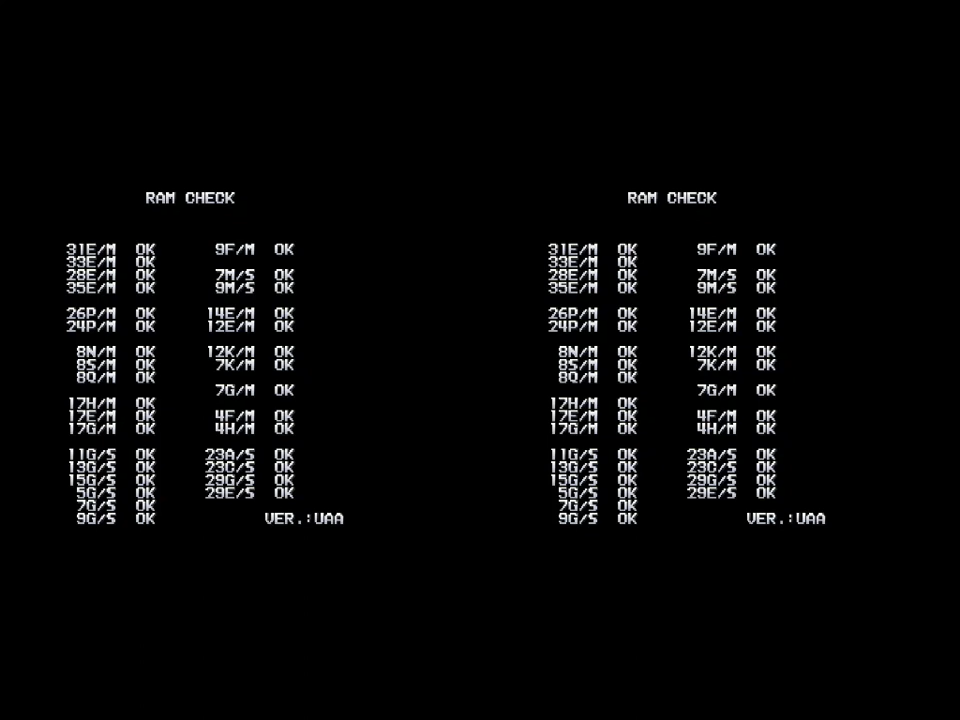 RAM CHECK
31E/M OK 9F/M OK
33E/M OK
28E/M OK 7M/S OK
35E/M OK 9M/S OK
26P/M OK 14E/M OK
24P/M OK 12E/M OK
8N/M OK 12K/M OK
8S/M OK 7K/M OK
8Q/M OK
7G/M OK
17H/M OK
17E/M OK 4F/M OK
17G/M OK 4H/M OK
11G/S OK 23A/S OK
13G/S OK 23C/S OK
15G/S OK 29G/S OK
5G/S OK 29E/S OK
7G/S OK
9G/S OK VER.:UAA
RAM CHECK
31E/M OK 9F/M OK
33E/M OK
28E/M OK 7M/S OK
35E/M OK 9M/S OK
26P/M OK 14E/M OK
24P/M OK 12E/M OK
8N/M OK 12K/M OK
8S/M OK 7K/M OK
8Q/M OK
7G/M OK
17H/M OK
17E/M OK 4F/M OK
17G/M OK 4H/M OK
11G/S OK 23A/S OK
13G/S OK 23C/S OK
15G/S OK 29G/S OK
5G/S OK 29E/S OK
7G/S OK
9G/S OK VER.:UAA